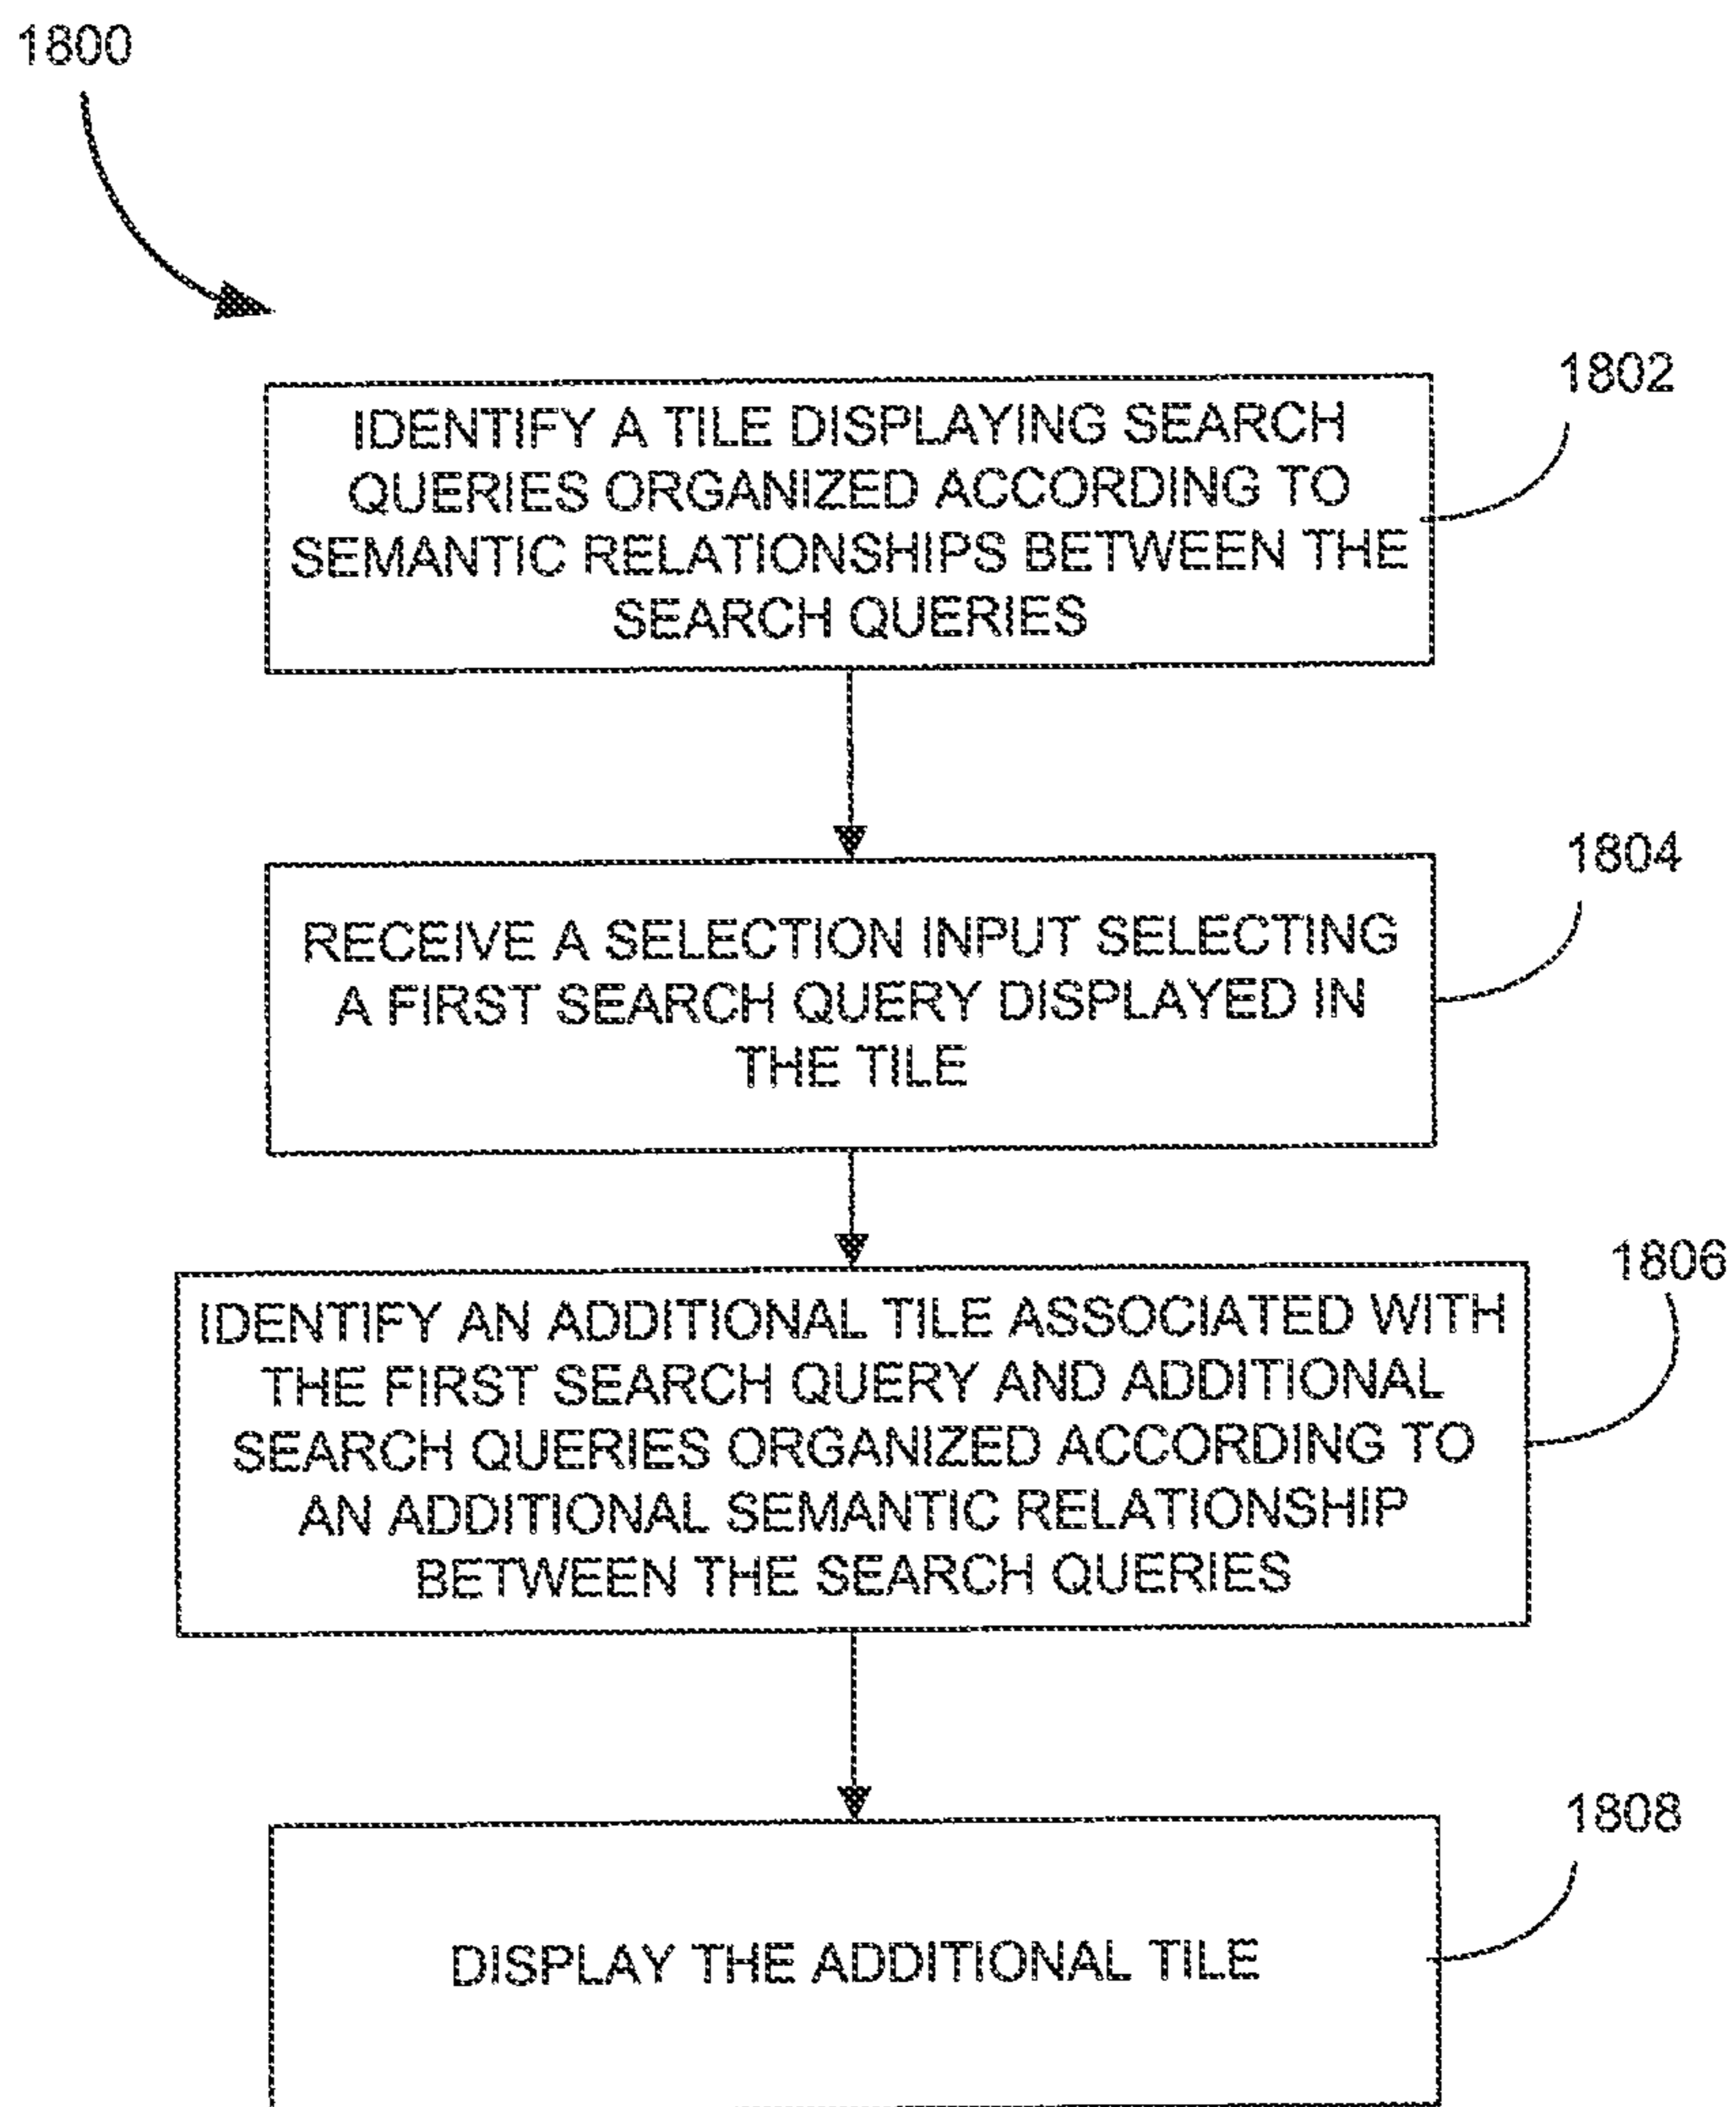 1800
1802
IDENTIFY A TILE DISPLAYING SEARCH
QUERIES ORGANIZED ACCORDING TO
SEMANTIC RELATIONSHIPS BETWEEN THE
SEARCH QUERIES
1804
RECEIVE A SELECTION INPUT SELECTING
A FIRST SEARCH QUERY DISPLAYED IN
THE TILE
1806
IDENTIFY AN ADDITIONAL TILE ASSOCIATED WITH
THE FIRST SEARCH QUERY AND ADDITIONAL
SEARCH QUERIES ORGANIZED ACCORDING TO
AN ADDITIONAL SEMANTIC RELATIONSHIP
BETWEEN THE SEARCH QUERIES
1808
DISPLAY THE ADDITIONAL TILE